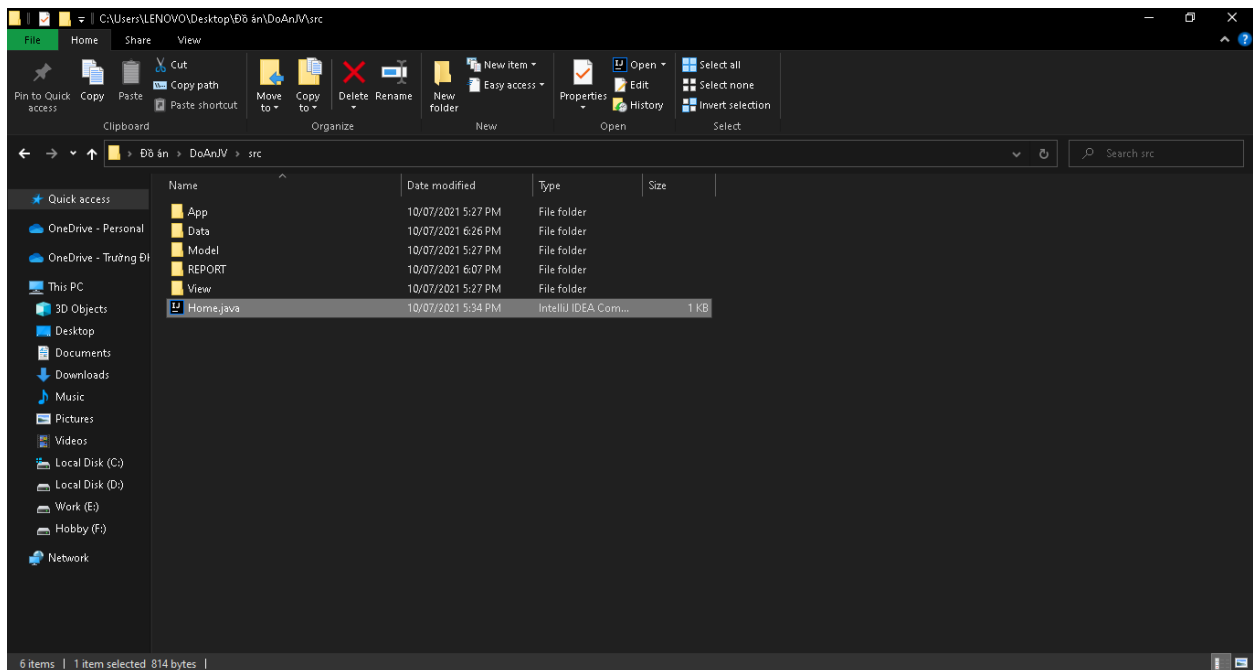 C:\Users\LENOVO\Desktop\Đồ án\DoAnJV\src
File Home Share View
Pin to Quick access
Copy
Paste
Cut
Copy path
Paste shortcut
Move to
Copy to
Delete
Rename
New folder
New item
Easy access
Properties
Open
Edit
History
Select all
Select none
Invert selection
Clipboard Organize New Open Select
Đồ án > DoAnJV > src
Search src
Name Date modified Type Size
App 10/07/2021 5:27 PM File folder
Data 10/07/2021 6:26 PM File folder
Model 10/07/2021 5:27 PM File folder
REPORT 10/07/2021 6:07 PM File folder
View 10/07/2021 5:27 PM File folder
Home.java 10/07/2021 5:34 PM IntelliJ IDEA Com... 1 KB
Quick access
OneDrive - Personal
OneDrive - Trường ĐH
This PC
3D Objects
Desktop
Documents
Downloads
Music
Pictures
Videos
Local Disk (C:)
Local Disk (D:)
Work (E:)
Hobby (F:)
Network
6 items | 1 item selected 814 bytes |